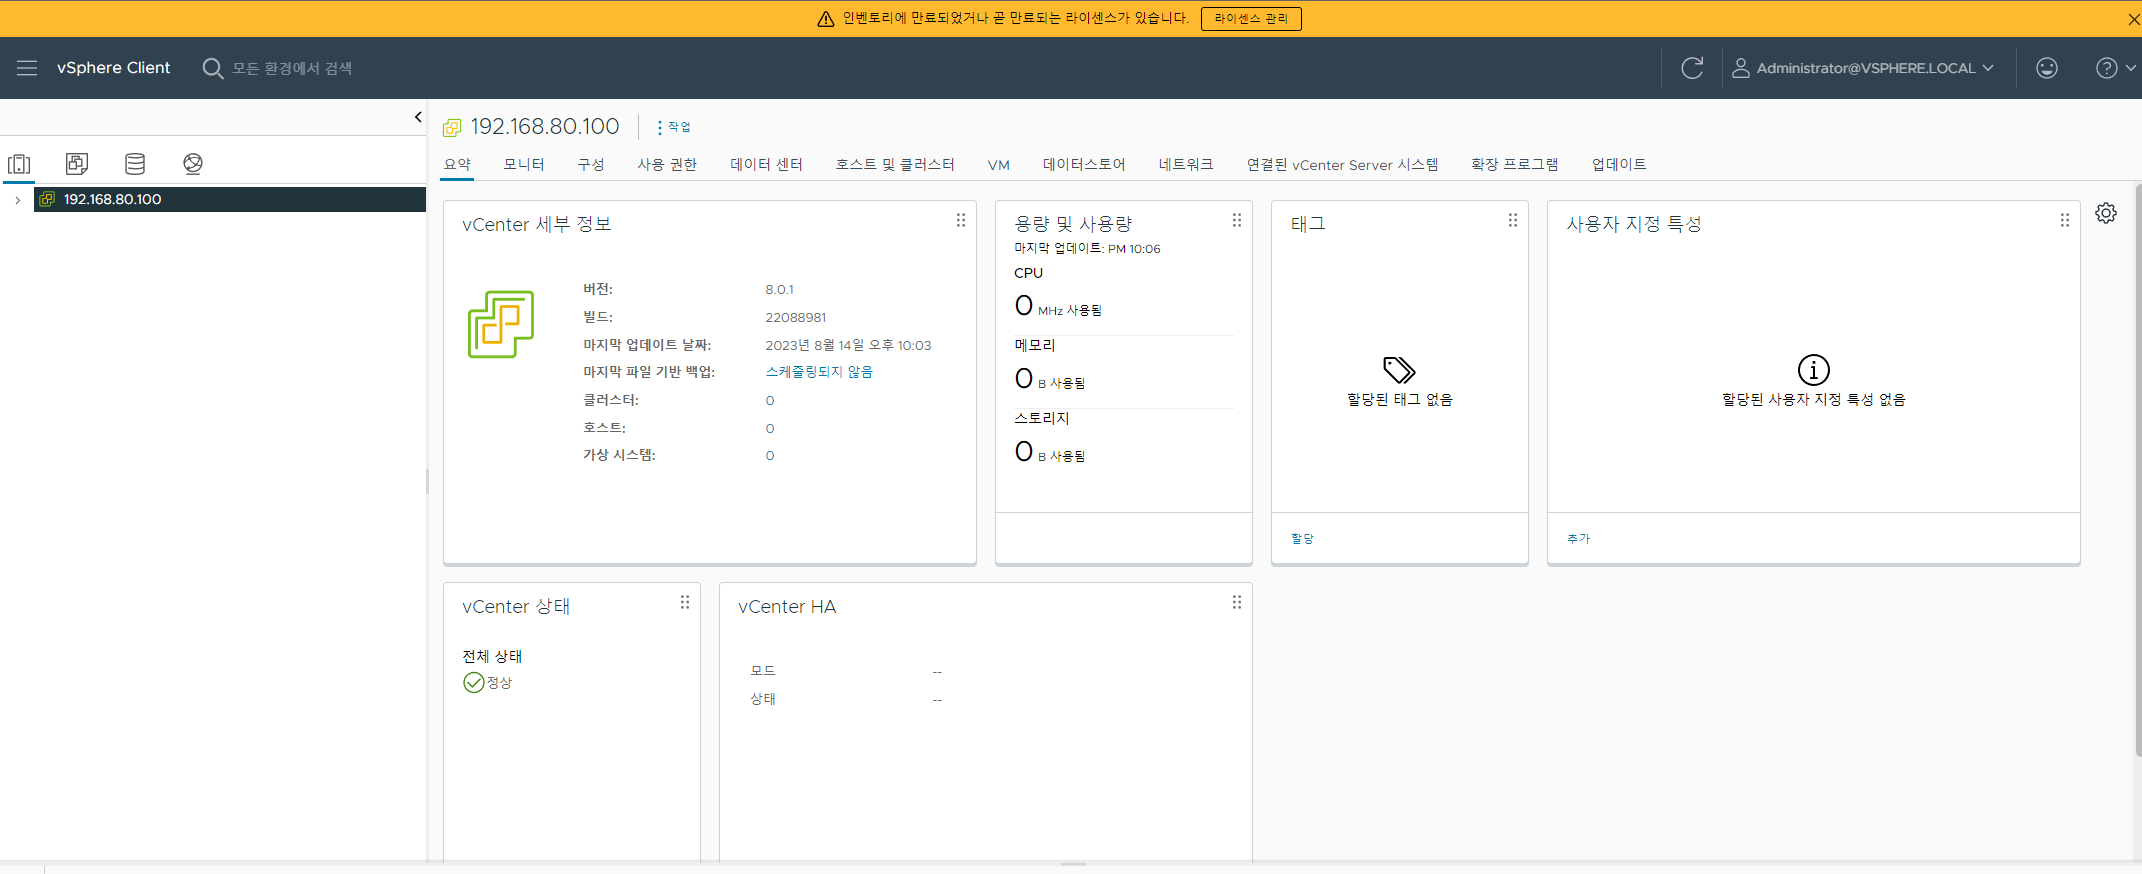 인벤토리에 만료되었거나 곧 만료되는 라이센스가 있습니다. 라이센스 관리
vSphere Client 모든 환경에서 검색 Administrator@VSPHERE.LOCAL
192.168.80.100
192.168.80.100 작업
요약 모니터 구성 사용 권한 데이터 센터 호스트 및 클러스터 VM 데이터스토어 네트워크 연결된 vCenter Server 시스템 확장 프로그램 업데이트
vCenter 세부 정보
버전: 8.0.1
빌드: 22088981
마지막 업데이트 날짜: 2023년 8월 14일 오후 10:03
마지막 파일 기반 백업: 스케줄링되지 않음
클러스터: 0
호스트: 0
가상 시스템: 0
용량 및 사용량
마지막 업데이트: PM 10:06
CPU
0 MHz 사용됨
메모리
0 B 사용됨
스토리지
0 B 사용됨
태그
할당된 태그 없음
할당
사용자 지정 특성
할당된 사용자 지정 특성 없음
추가
vCenter 상태
전체 상태
정상
vCenter HA
모드 --
상태 --